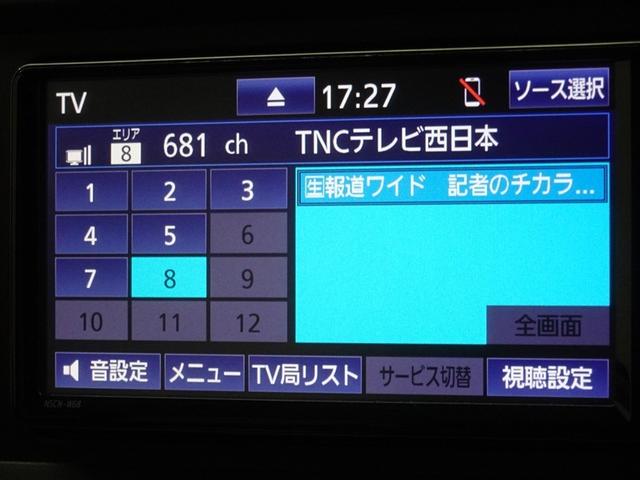 TV ⏏ 17:27 ソース選択
エリア
8 681 ch TNCテレビ西日本
1 2 3
生報道ワイド 記者のチカラ...
4 5 6
7 8 9
10 11 12 全画面
音設定 メニュー TV局リスト サービス切替 視聴設定
NSCN-W68